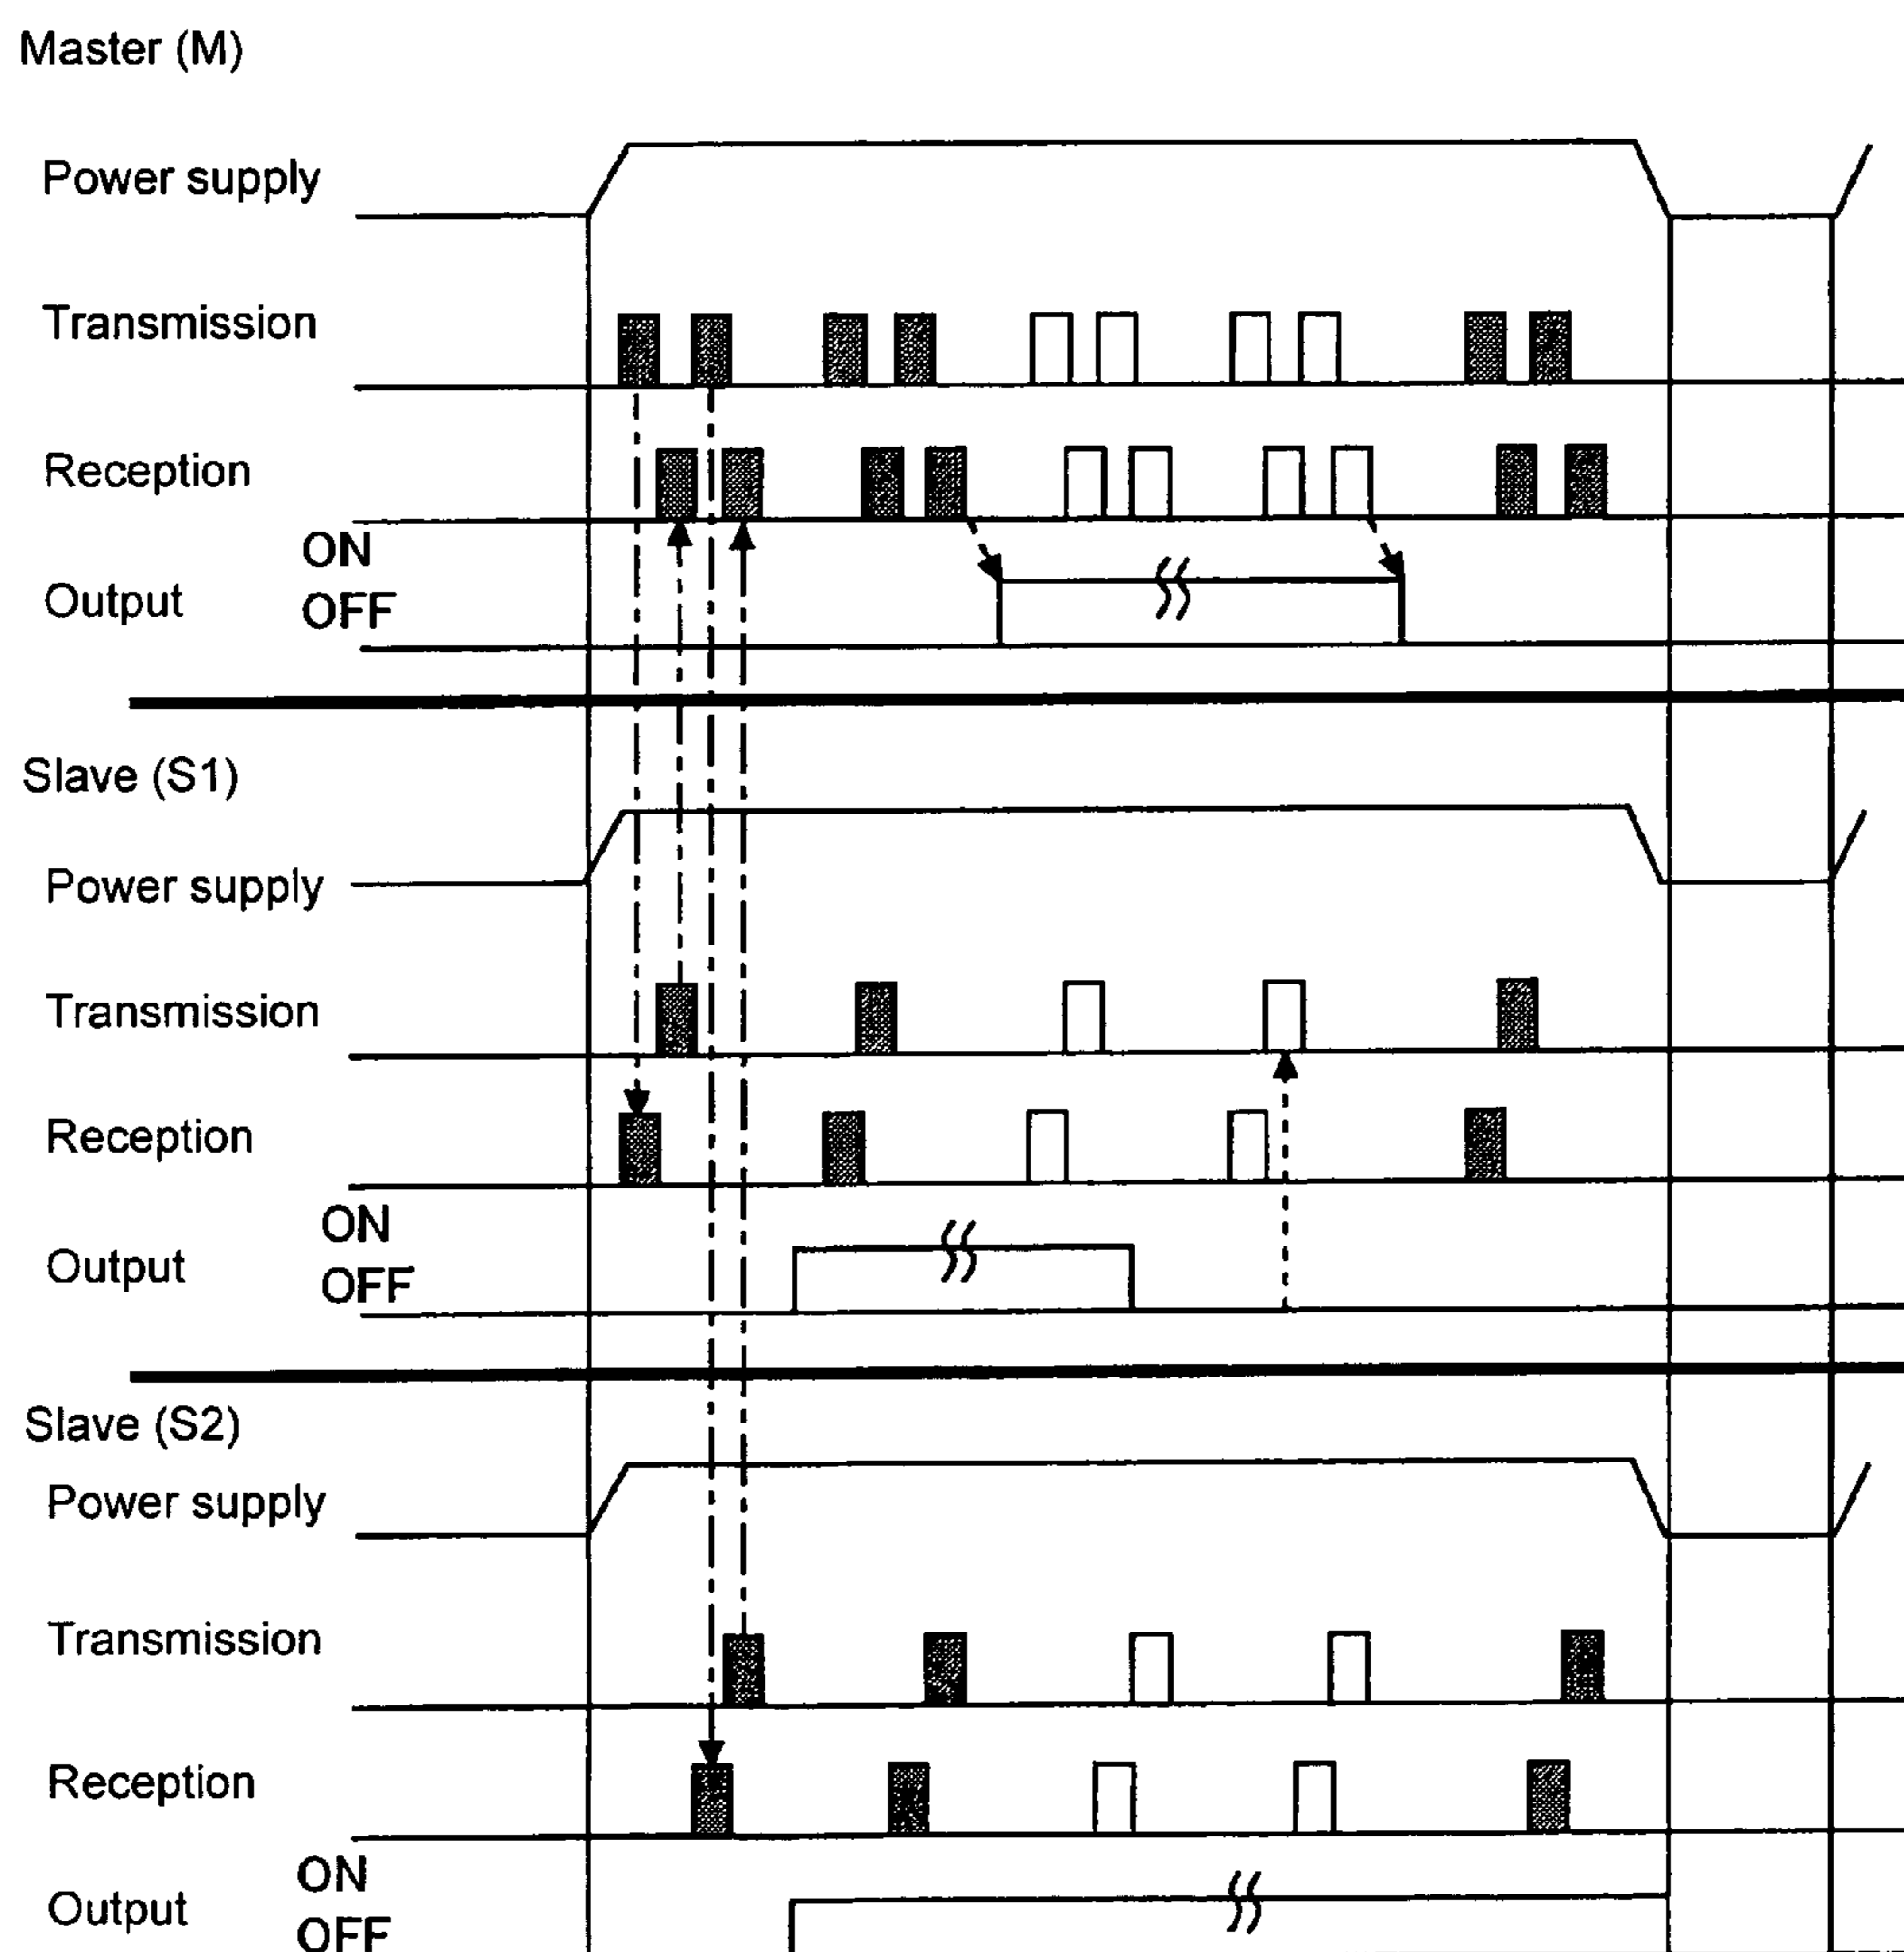 Master (M)
Power supply
Transmission
Reception
ON
Output
OFF
Slave (S1)
Power supply
Transmission
Reception
ON
Output
OFF
Slave (S2)
Power supply
Transmission
Reception
ON
Output
OFF